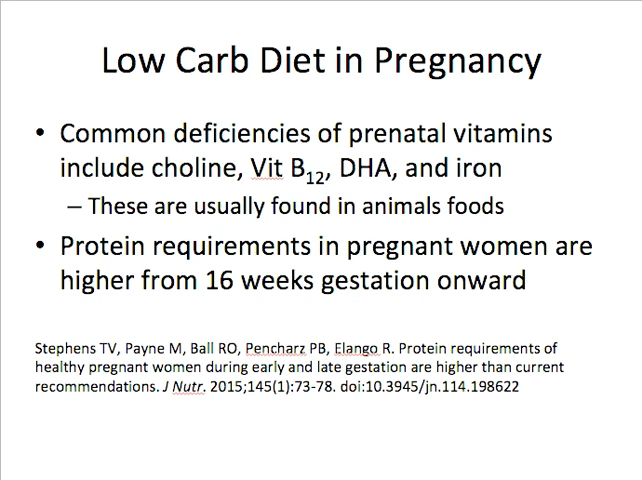 Low Carb Diet in Pregnancy
• Common deficiencies of prenatal vitamins
include choline, Vit B12, DHA, and iron
– These are usually found in animals foods
• Protein requirements in pregnant women are
higher from 16 weeks gestation onward
Stephens TV, Payne M, Ball RO, Pencharz PB, Elango R. Protein requirements of
healthy pregnant women during early and late gestation are higher than current
recommendations. J Nutr. 2015;145(1):73-78. doi:10.3945/jn.114.198622